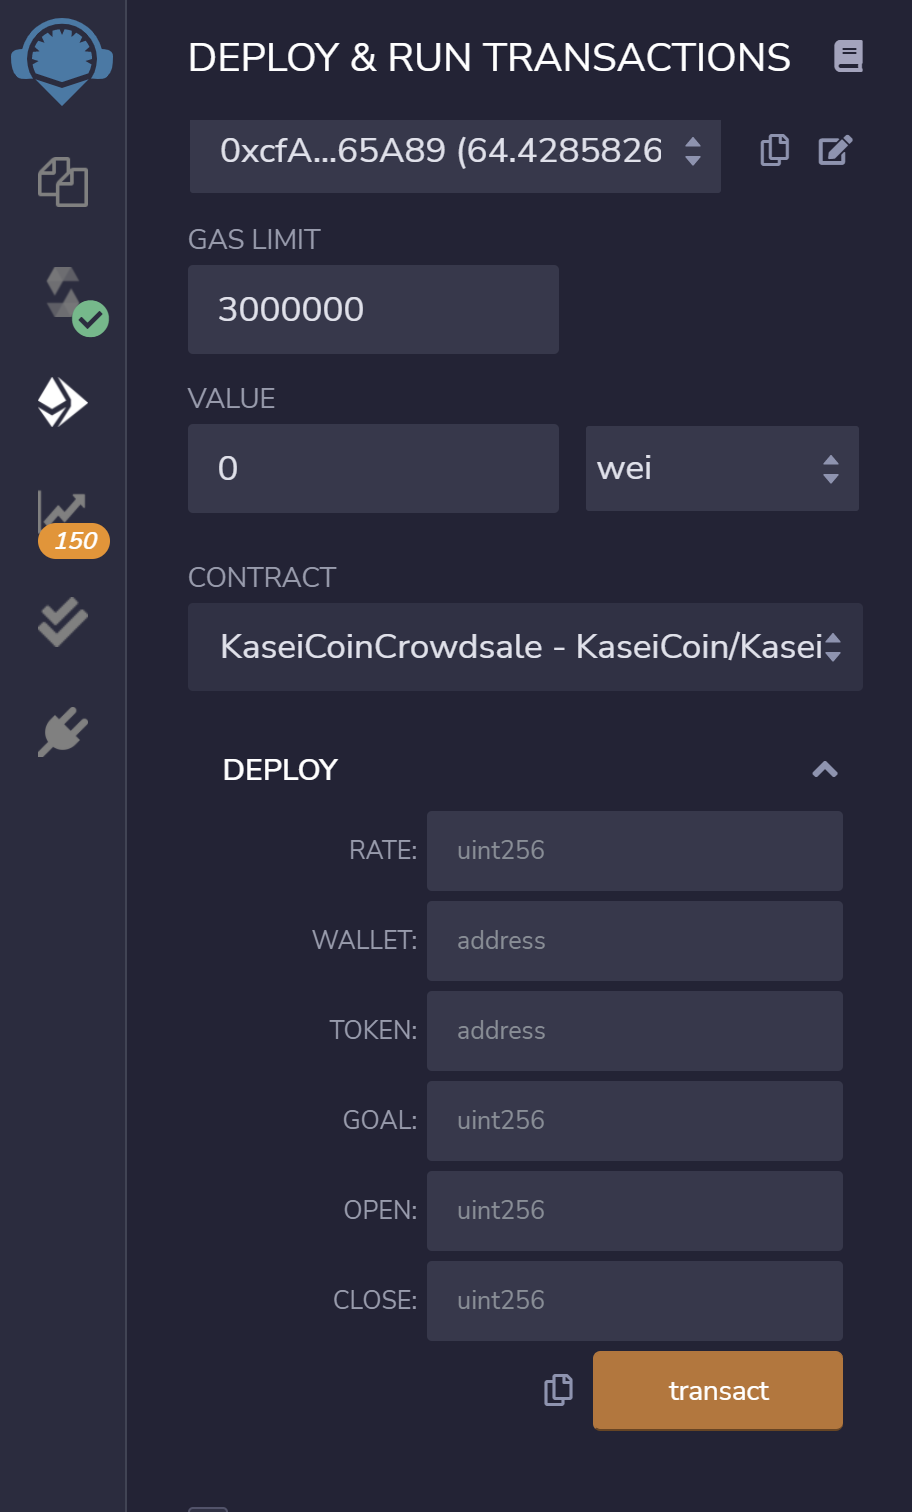 DEPLOY & RUN TRANSACTIONS
0xcfA...65A89 (64.4285826
GAS LIMIT
3000000
VALUE
0
wei
150
CONTRACT
KaseiCoinCrowdsale - KaseiCoin/Kasei
DEPLOY
RATE: uint256
WALLET: address
TOKEN: address
GOAL: uint256
OPEN: uint256
CLOSE: uint256
transact